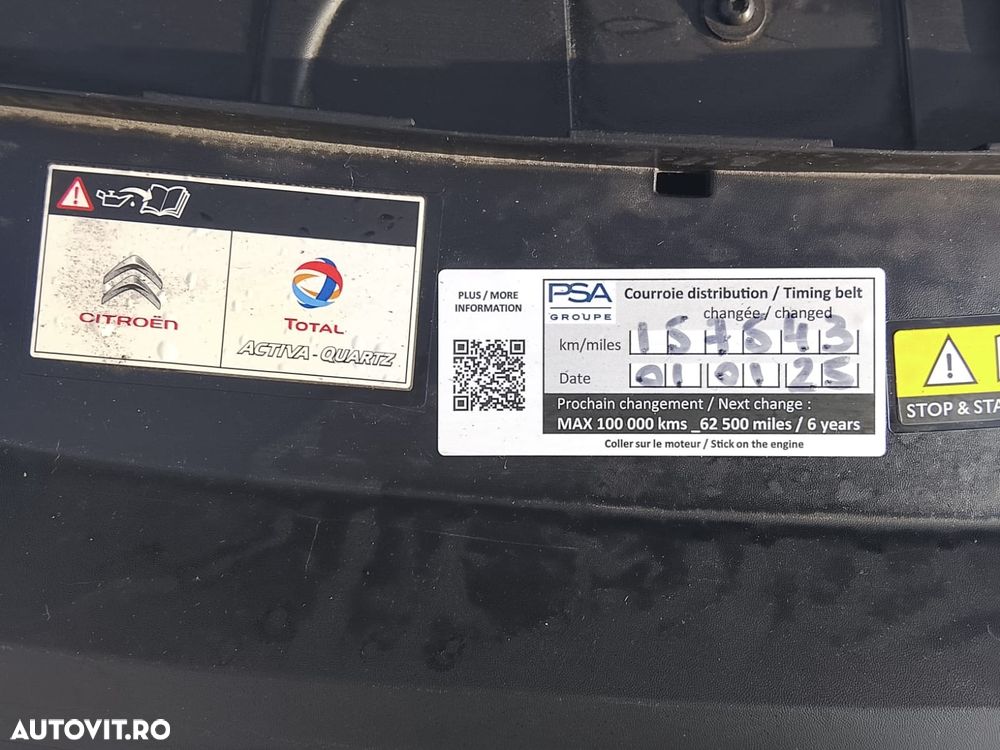 CITROËN
TOTAL
ACTIVA-QUARTZ
PLUS / MORE
INFORMATION
PSA
GROUPE
Courroie distribution / Timing belt
changée / changed
km/miles 157643
Date 01 01 25
Prochain changement / Next change :
MAX 100 000 kms _62 500 miles / 6 years
Coller sur le moteur / Stick on the engine
STOP & STA
AUTOVIT.RO